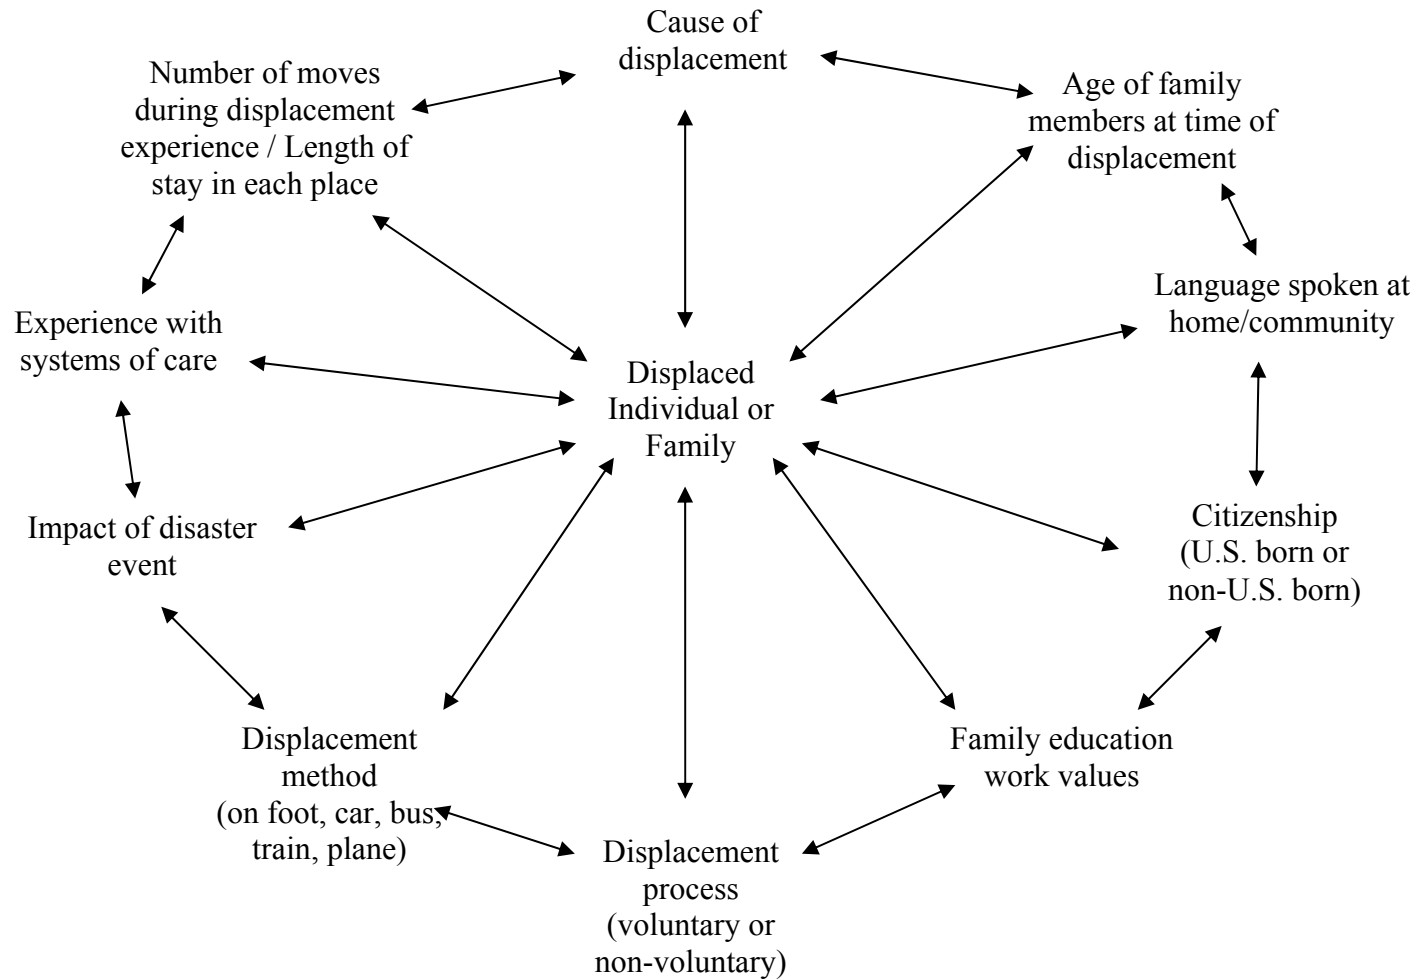 Cause of
displacement
Number of moves
during displacement
experience / Length of
stay in each place
Age of family
members at time of
displacement
Language spoken at
home/community
Experience with
systems of care
Displaced
Individual or
Family
Impact of disaster
event
Citizenship
(U.S. born or
non-U.S. born)
Displacement
method
(on foot, car, bus,
train, plane)
Family education
work values
Displacement
process
(voluntary or
non-voluntary)